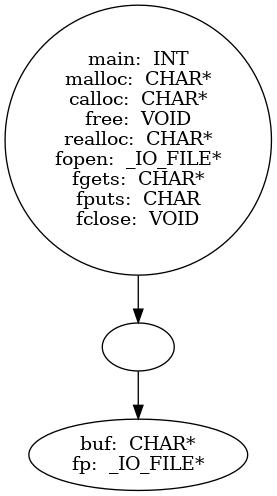 main: INT
malloc: CHAR*
calloc: CHAR*
free: VOID
realloc: CHAR*
fopen: _IO_FILE*
fgets: CHAR*
fputs: CHAR
fclose: VOID
buf: CHAR*
fp: _IO_FILE*